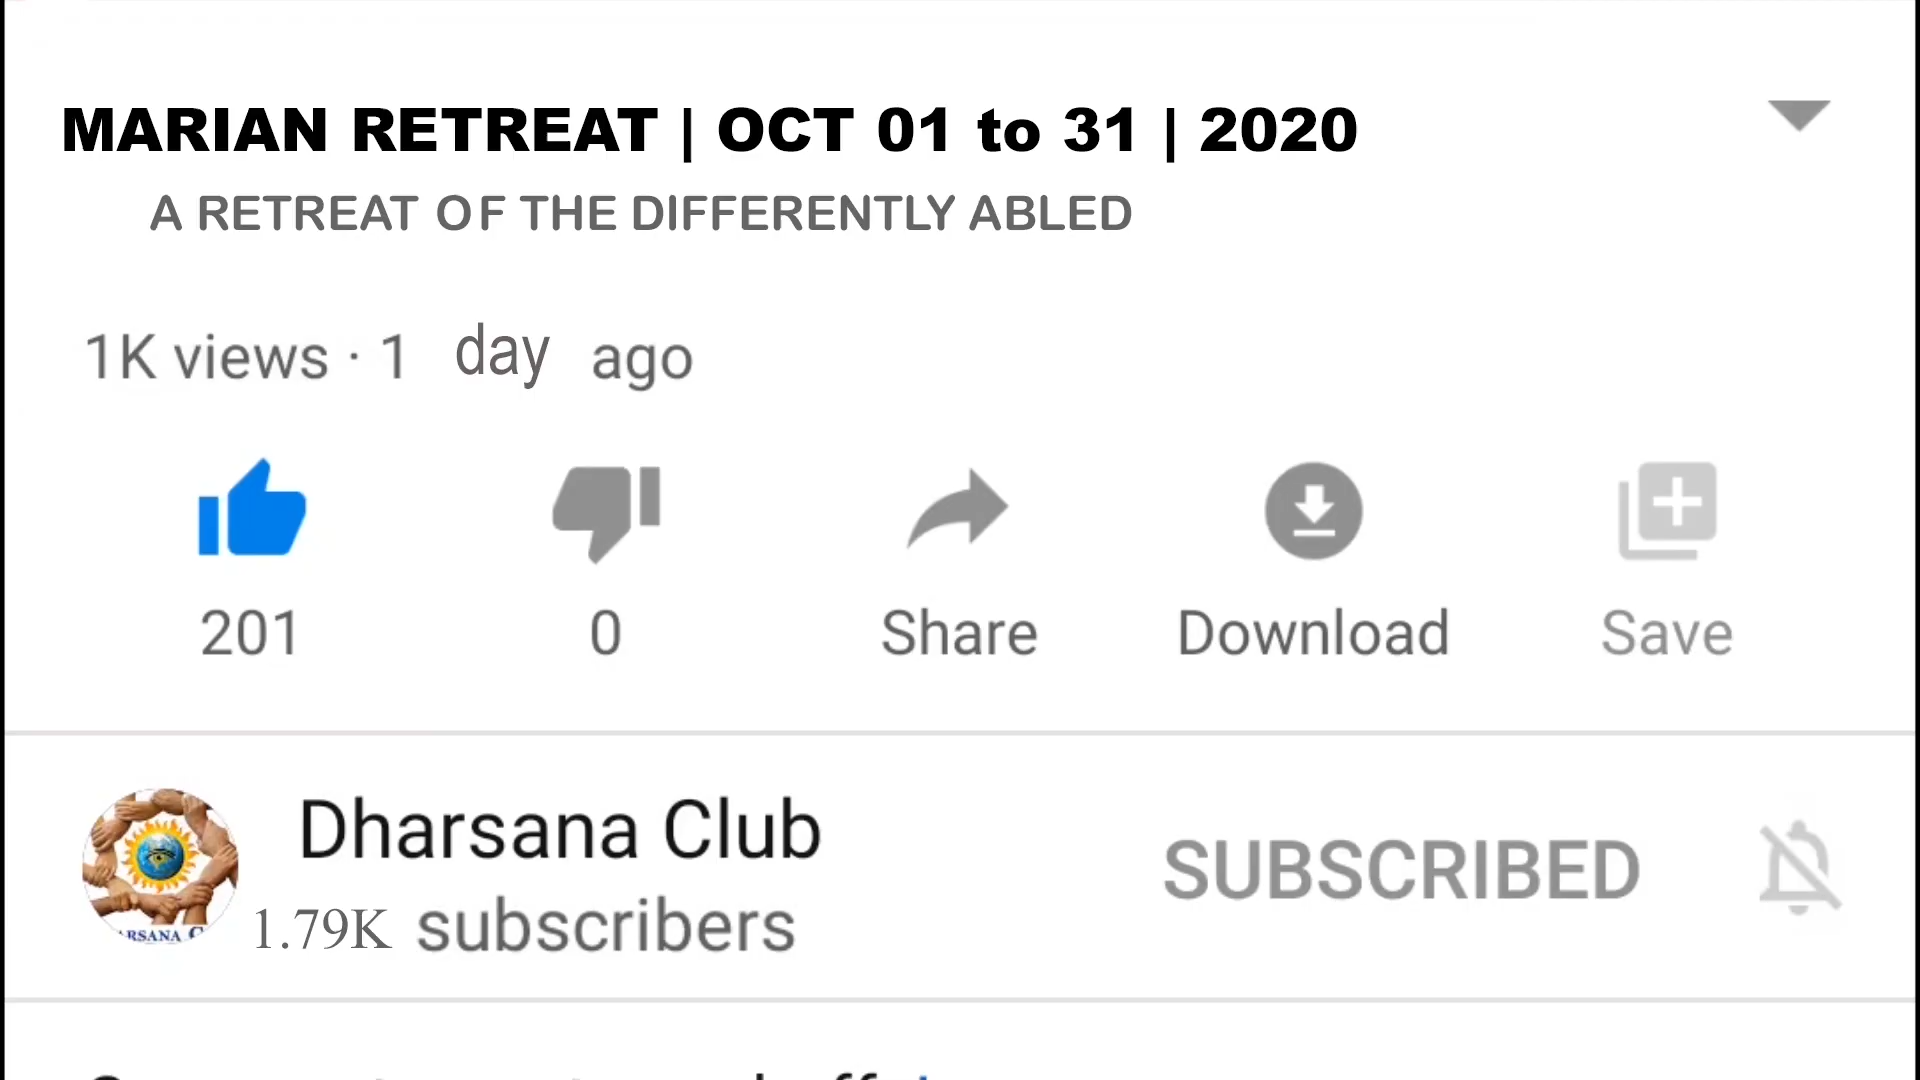 MARIAN RETREAT | OCT 01 to 31 | 2020
A RETREAT OF THE DIFFERENTLY ABLED
1K views · 1 day ago
201 0 Share Download Save
Dharsana Club
SUBSCRIBED
1.79K subscribers
RSANA C